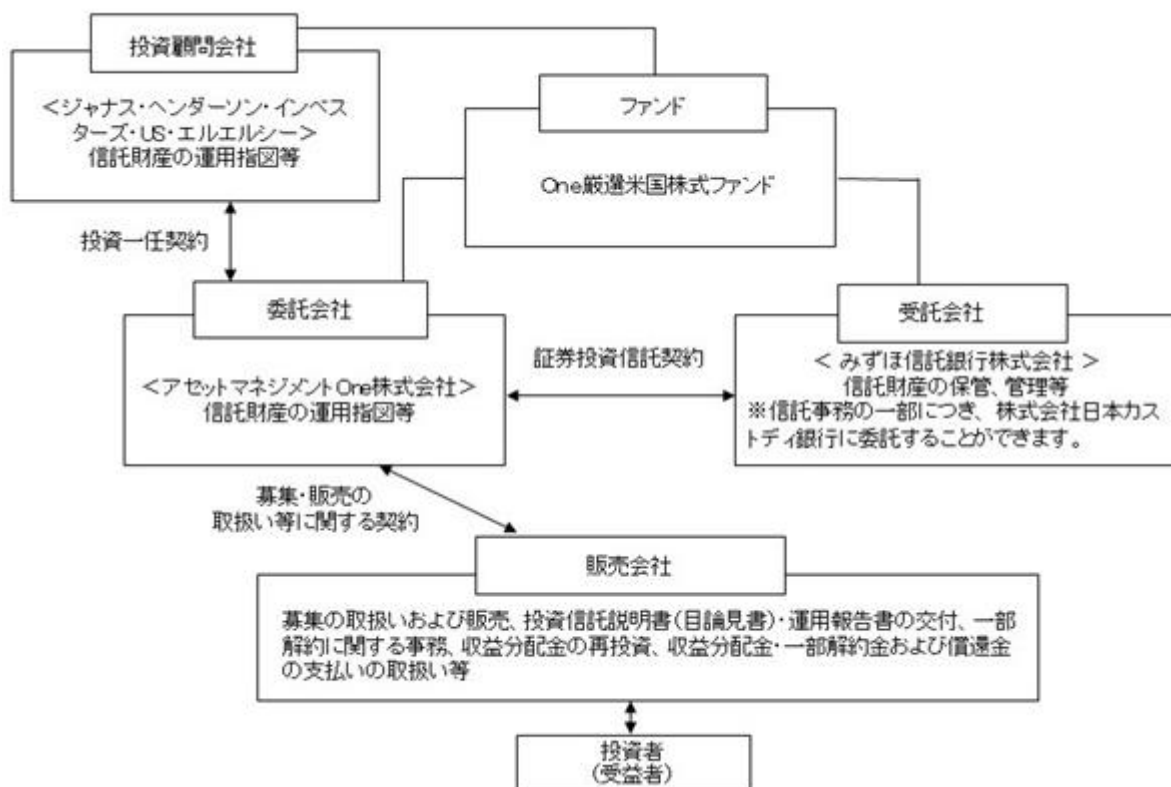 投資顧問会社
<ジャナス・ヘンダーソン・インベス
ターズ・US・エルエルシー>
信託財産の運用指図等
ファンド
One厳選米国株式ファンド
投資一任契約
委託会社
<アセットマネジメントOne株式会社>
信託財産の運用指図等
証券投資信託契約
受託会社
< みずほ信託銀行株式会社 >
信託財産の保管、管理等
※信託事務の一部につき、株式会社日本カス
トディ銀行に委託することができます。
募集・販売の
取扱い等に関する契約
販売会社
募集の取扱いおよび販売、投資信託説明書(目論見書)・運用報告書の交付、一部
解約に関する事務、収益分配金の再投資、収益分配金・一部解約金および償還金
の支払いの取扱い等
投資者
(受益者)